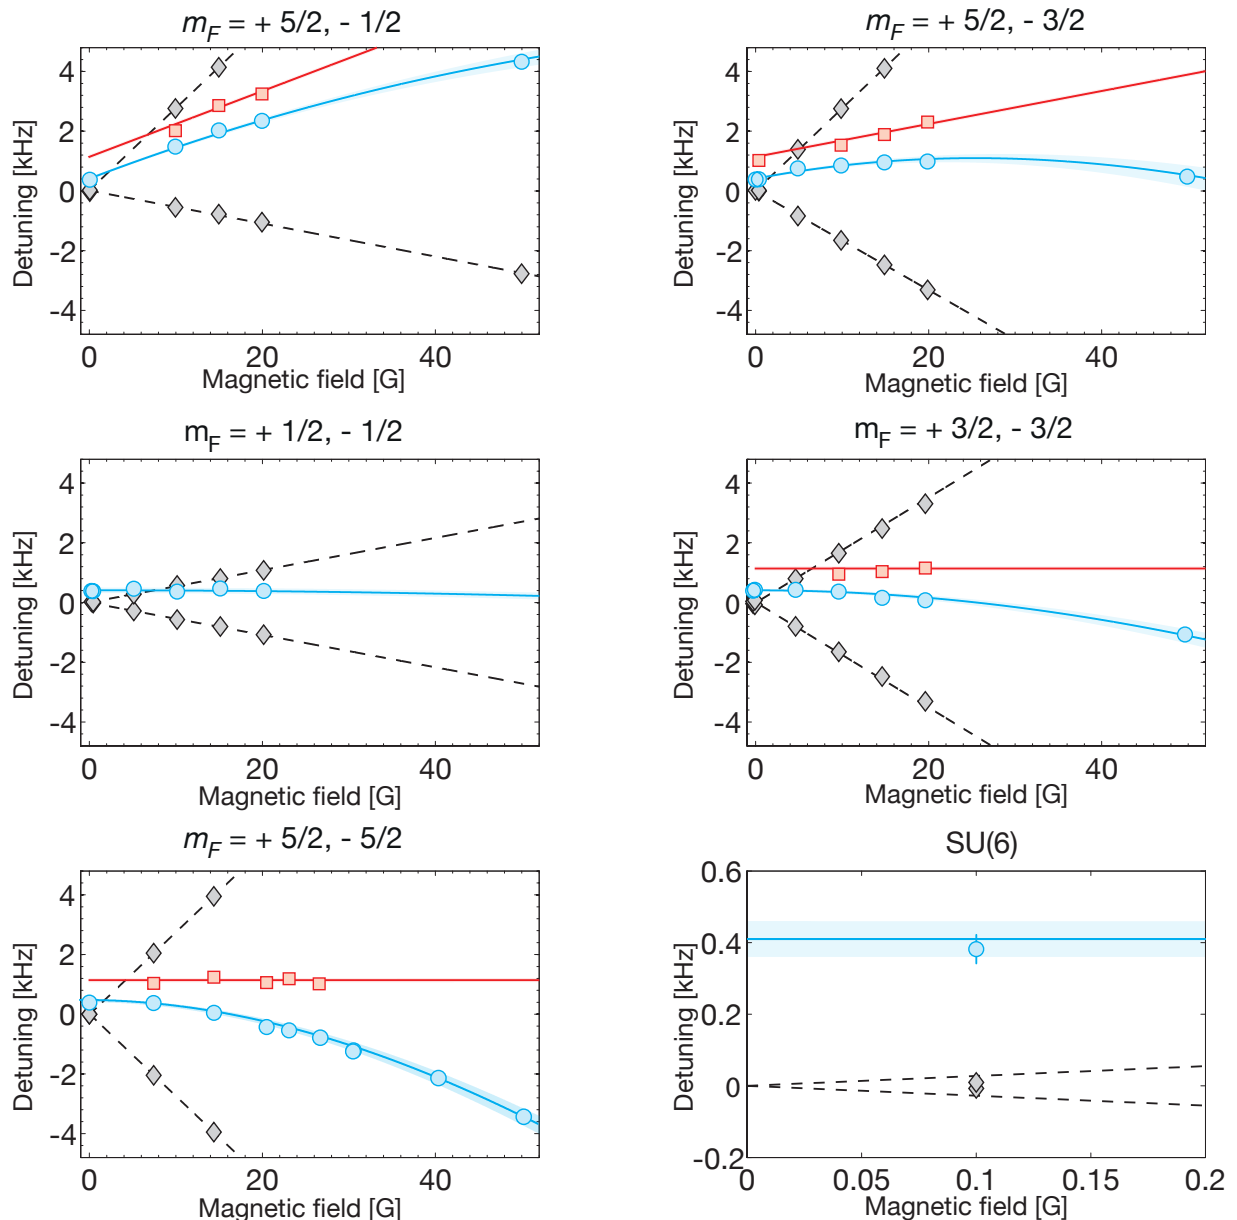 m_F = + 5/2, - 1/2
4
2
0
-2
-4
Detuning [kHz]
0 20 40
Magnetic field [G]
m_F = + 5/2, - 3/2
4
2
0
-2
-4
Detuning [kHz]
0 20 40
Magnetic field [G]
m_F = + 1/2, - 1/2
4
2
0
-2
-4
Detuning [kHz]
0 20 40
Magnetic field [G]
m_F = + 3/2, - 3/2
4
2
0
-2
-4
Detuning [kHz]
0 20 40
Magnetic field [G]
m_F = + 5/2, - 5/2
4
2
0
-2
-4
Detuning [kHz]
0 20 40
Magnetic field [G]
SU(6)
0.6
0.4
0.2
0
-0.2
Detuning [kHz]
0 0.05 0.1 0.15 0.2
Magnetic field [G]